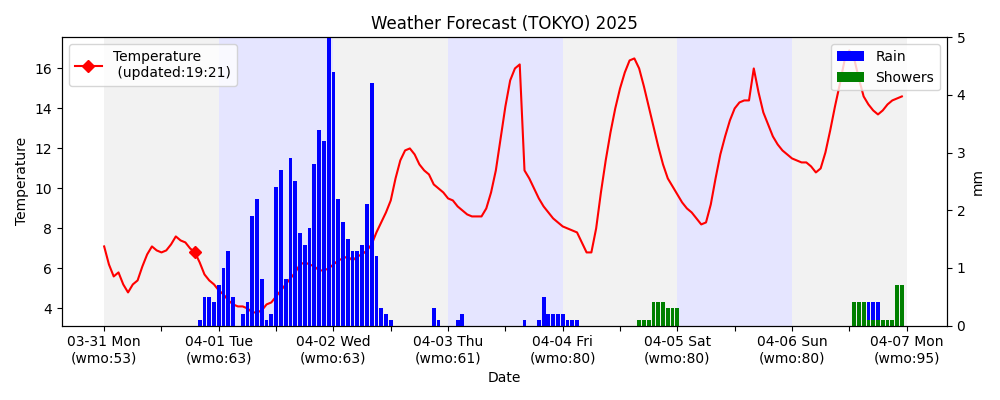 Weather Forecast (TOKYO) 2025
Temperature
(updated:19:21)
Rain
Showers
Temperature
16
14
12
10
8
6
4
5
4
3
2
1
0
mm
03-31 Mon 04-01 Tue 04-02 Wed 04-03 Thu 04-04 Fri 04-05 Sat 04-06 Sun 04-07 Mon
(wmo:53) (wmo:63) (wmo:63) (wmo:61) (wmo:80) (wmo:80) (wmo:80) (wmo:95)
Date